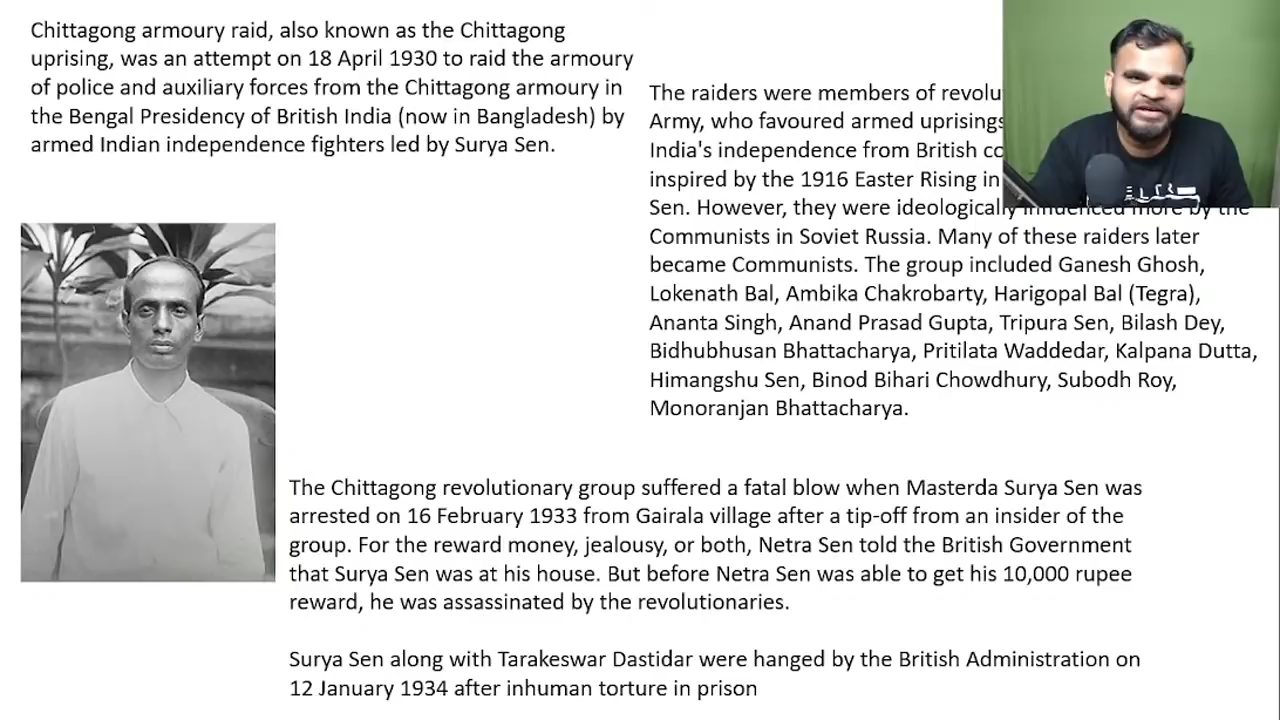 Chittagong armoury raid, also known as the Chittagong
uprising, was an attempt on 18 April 1930 to raid the armoury
of police and auxiliary forces from the Chittagong armoury in
the Bengal Presidency of British India (now in Bangladesh) by
armed Indian independence fighters led by Surya Sen.
The raiders were members of
Army, who favoured armed uprisings
India's independence from British
inspired by the 1916 Easter Rising in
Sen. However, they were ideologically influenced more by the
Communists in Soviet Russia. Many of these raiders later
became Communists. The group included Ganesh Ghosh,
Lokenath Bal, Ambika Chakrobarty, Harigopal Bal (Tegra),
Ananta Singh, Anand Prasad Gupta, Tripura Sen, Bilash Dey,
Bidhubhusan Bhattacharya, Pritilata Waddedar, Kalpana Dutta,
Himangshu Sen, Binod Bihari Chowdhury, Subodh Roy,
Monoranjan Bhattacharya.
The Chittagong revolutionary group suffered a fatal blow when Masterda Surya Sen was
arrested on 16 February 1933 from Gairala village after a tip-off from an insider of the
group. For the reward money, jealousy, or both, Netra Sen told the British Government
that Surya Sen was at his house. But before Netra Sen was able to get his 10,000 rupee
reward, he was assassinated by the revolutionaries.
Surya Sen along with Tarakeswar Dastidar were hanged by the British Administration on
12 January 1934 after inhuman torture in prison